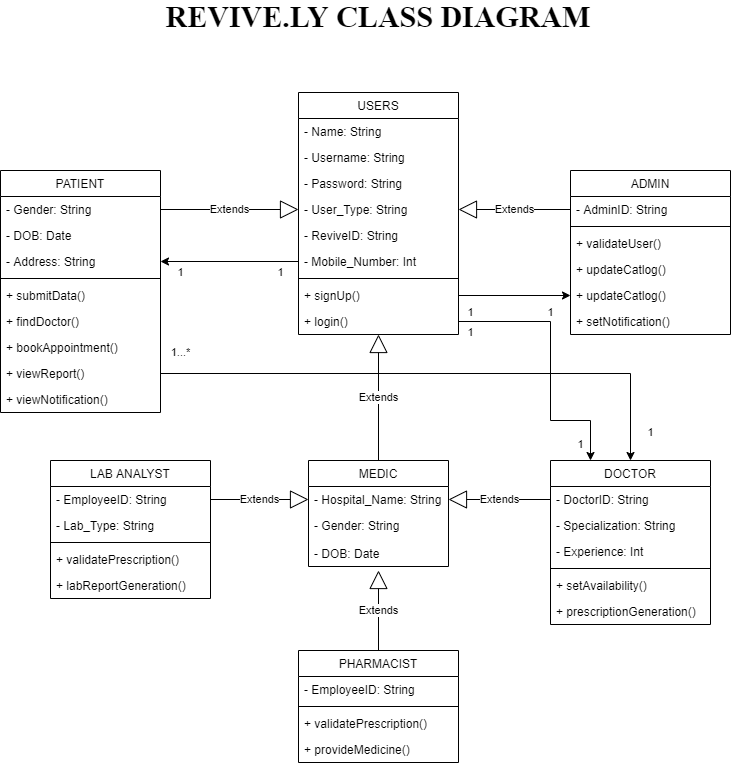 REVIVE.LY CLASS DIAGRAM
USERS
- Name: String
- Username: String
- Password: String
- User_Type: String
- ReviveID: String
- Mobile_Number: Int
+ signUp()
+ login()
PATIENT
- Gender: String
- DOB: Date
- Address: String
+ submitData()
+ findDoctor()
+ bookAppointment()
+ viewReport()
+ viewNotification()
Extends
1
1
Extends
ADMIN
- AdminID: String
+ validateUser()
+ updateCatlog()
+ updateCatlog()
+ setNotification()
1
1
1
1
1...*
1
Extends
LAB ANALYST
- EmployeeID: String
- Lab_Type: String
+ validatePrescription()
+ labReportGeneration()
Extends
MEDIC
- Hospital_Name: String
- Gender: String
- DOB: Date
Extends
DOCTOR
- DoctorID: String
- Specialization: String
- Experience: Int
+ setAvailability()
+ prescriptionGeneration()
Extends
PHARMACIST
- EmployeeID: String
+ validatePrescription()
+ provideMedicine()